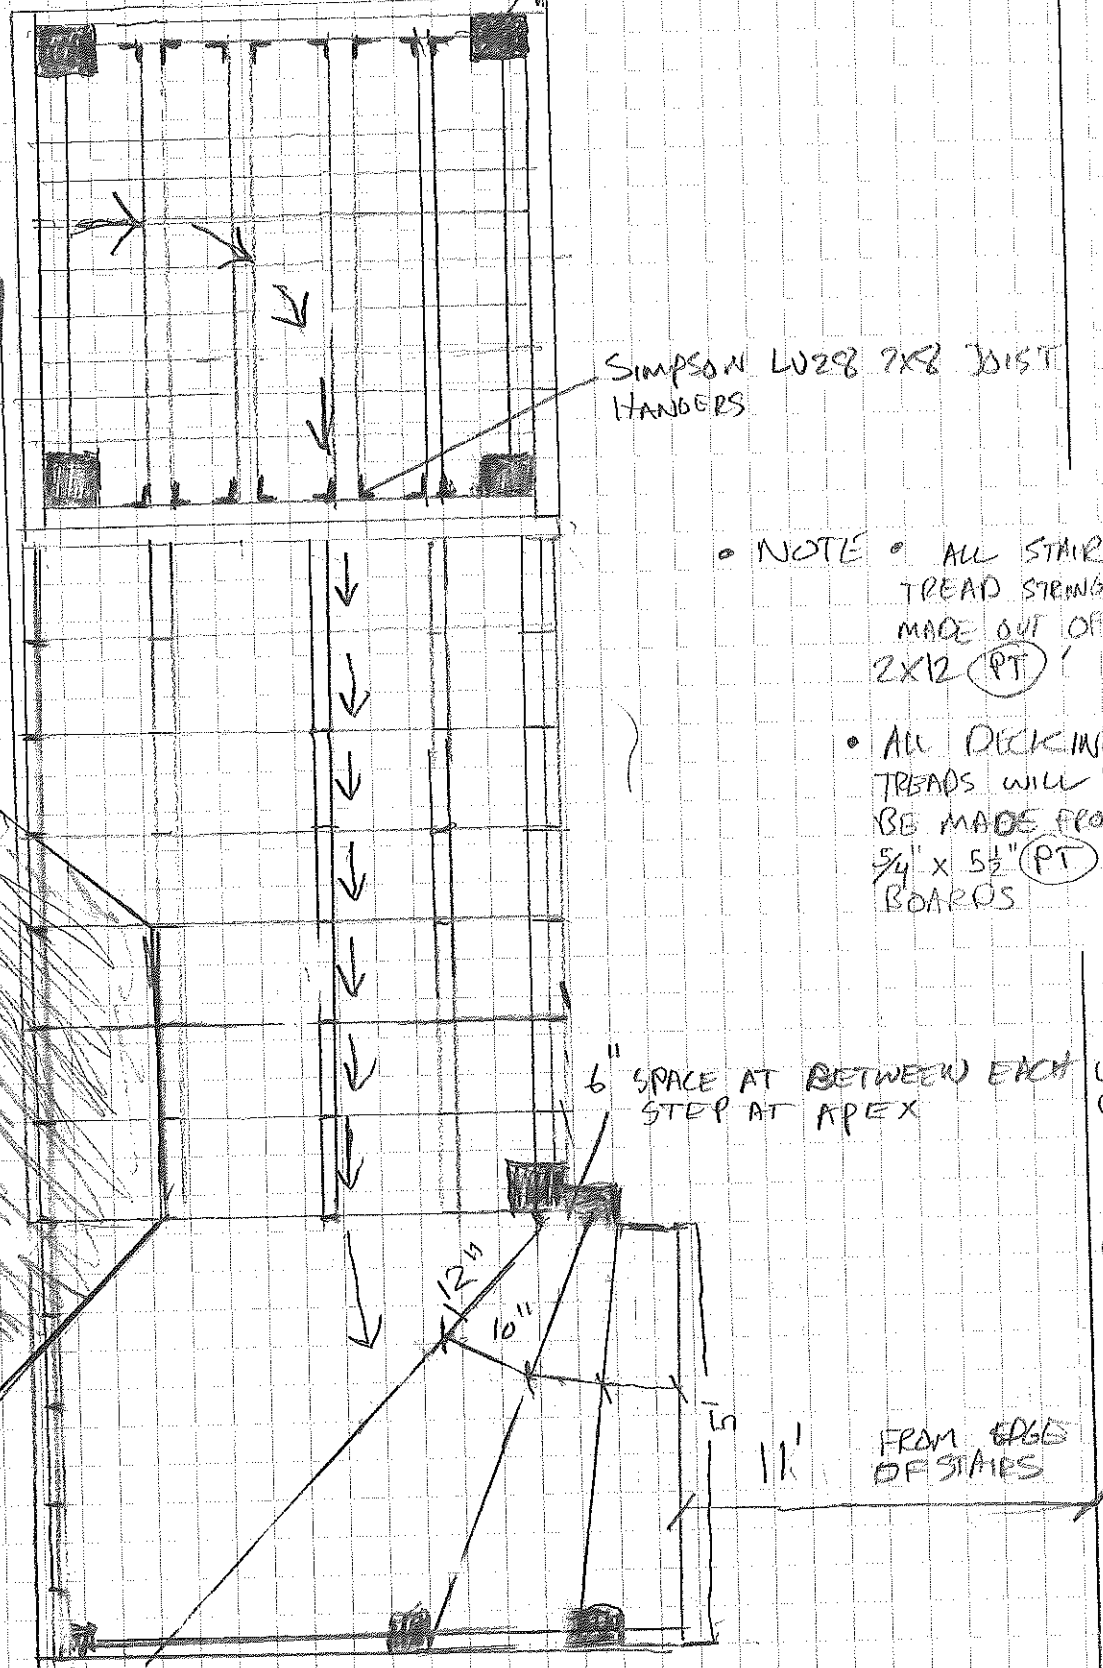 SIMPSON LU28 2X8 JOIST
HANGERS
• NOTE • ALL STAIR
TREAD STRING
MADE OUT OF
2X12 (PT) !
• ALL DECKIN
TREADS WILL
BE MADE FRO
5/4" X 5½" (PT)
BOARDS
6" SPACE AT BETWEEN EACH
STEP AT APEX
12"
10"
5
11' FROM EDGE
OF STAIRS